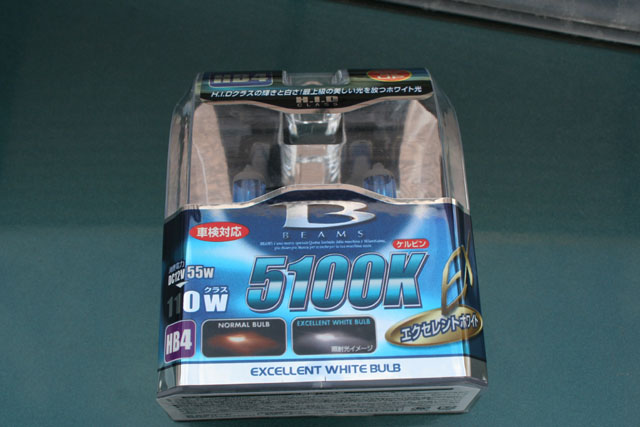 HB4
H.I.Dクラスの輝きと白さ!最上級の美しい光を放つホワイト光
H.I.D
CLASS
B
BEAMS
車検対応
ケルビン
5100K
DC12V 55W
クラス
110W
HB4
NORMAL BULB
EXCELLENT WHITE BULB
照射光イメージ
EX
エクセレントホワイト
EXCELLENT WHITE BULB